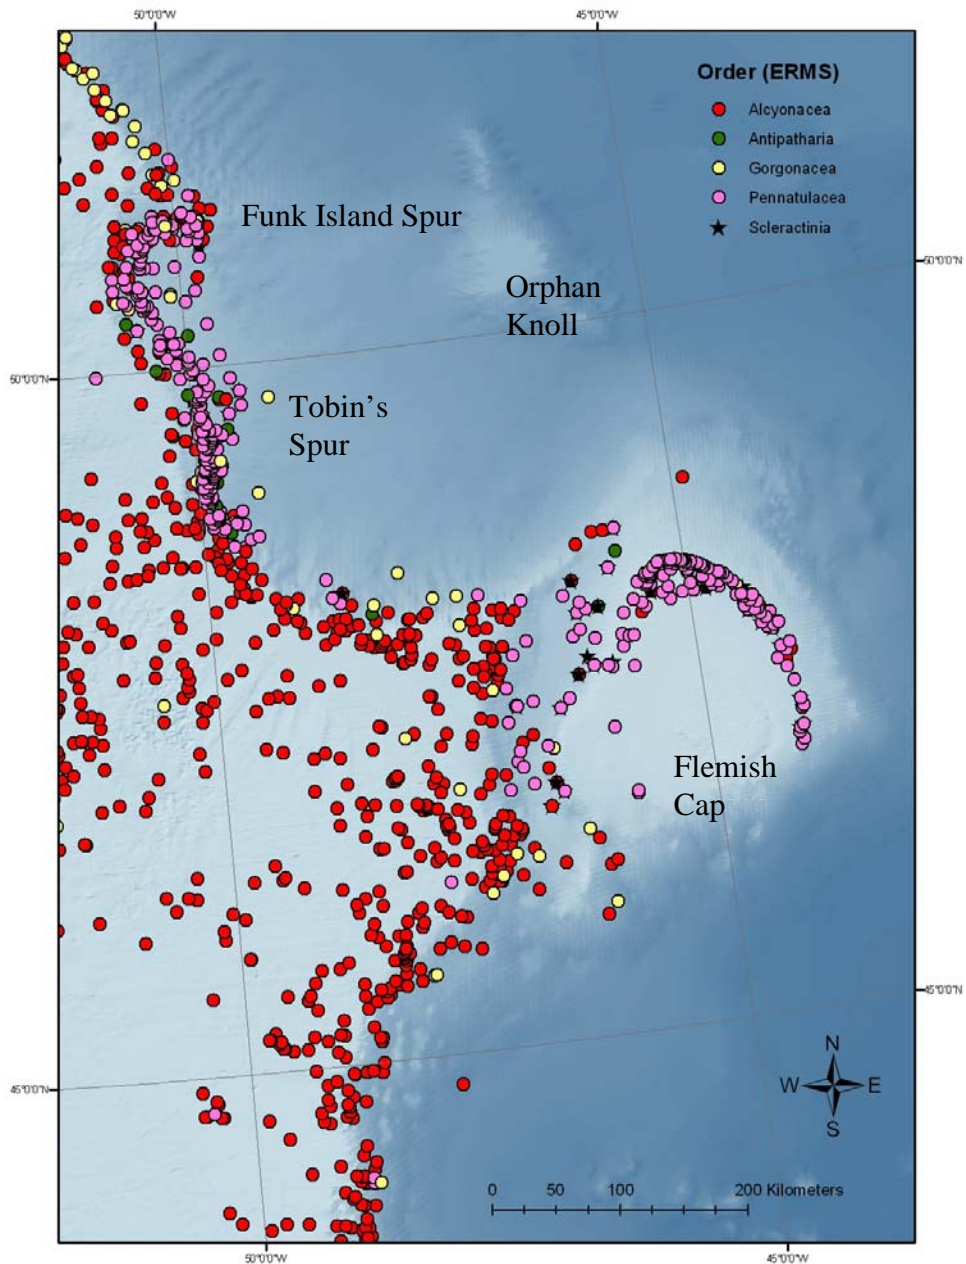 50°0'0"W
45°0'0"W
Order (ERMS)
Alcyonacea
Antipatharia
Gorgonacea
Pennatulacea
Scleractinia
Funk Island Spur
Orphan
Knoll
50°0'0"N
50°0'0"N
Tobin's
Spur
Flemish
Cap
45°0'0"N
45°0'0"N
N
W E
S
0 50 100 200 Kilometers
50°0'0"W
45°0'0"W